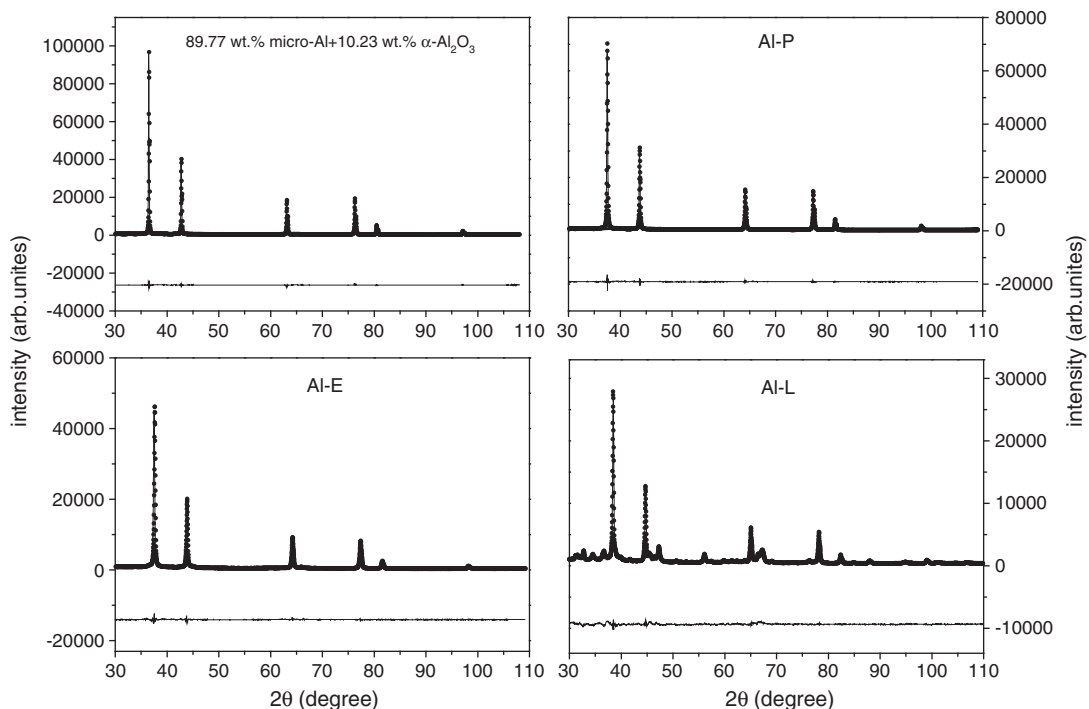 89.77 wt.% micro-Al+10.23 wt.% α-Al₂O₃
100000
80000
60000
40000
20000
0
-20000
-40000
30 40 50 60 70 80 90 100 110
Al-P
80000
60000
40000
20000
0
-20000
30 40 50 60 70 80 90 100 110
intensity (arb.unites)
intensity (arb.unites)
Al-E
60000
40000
20000
0
-20000
30 40 50 60 70 80 90 100 110
2θ (degree)
Al-L
30000
20000
10000
0
-10000
30 40 50 60 70 80 90 100 110
2θ (degree)